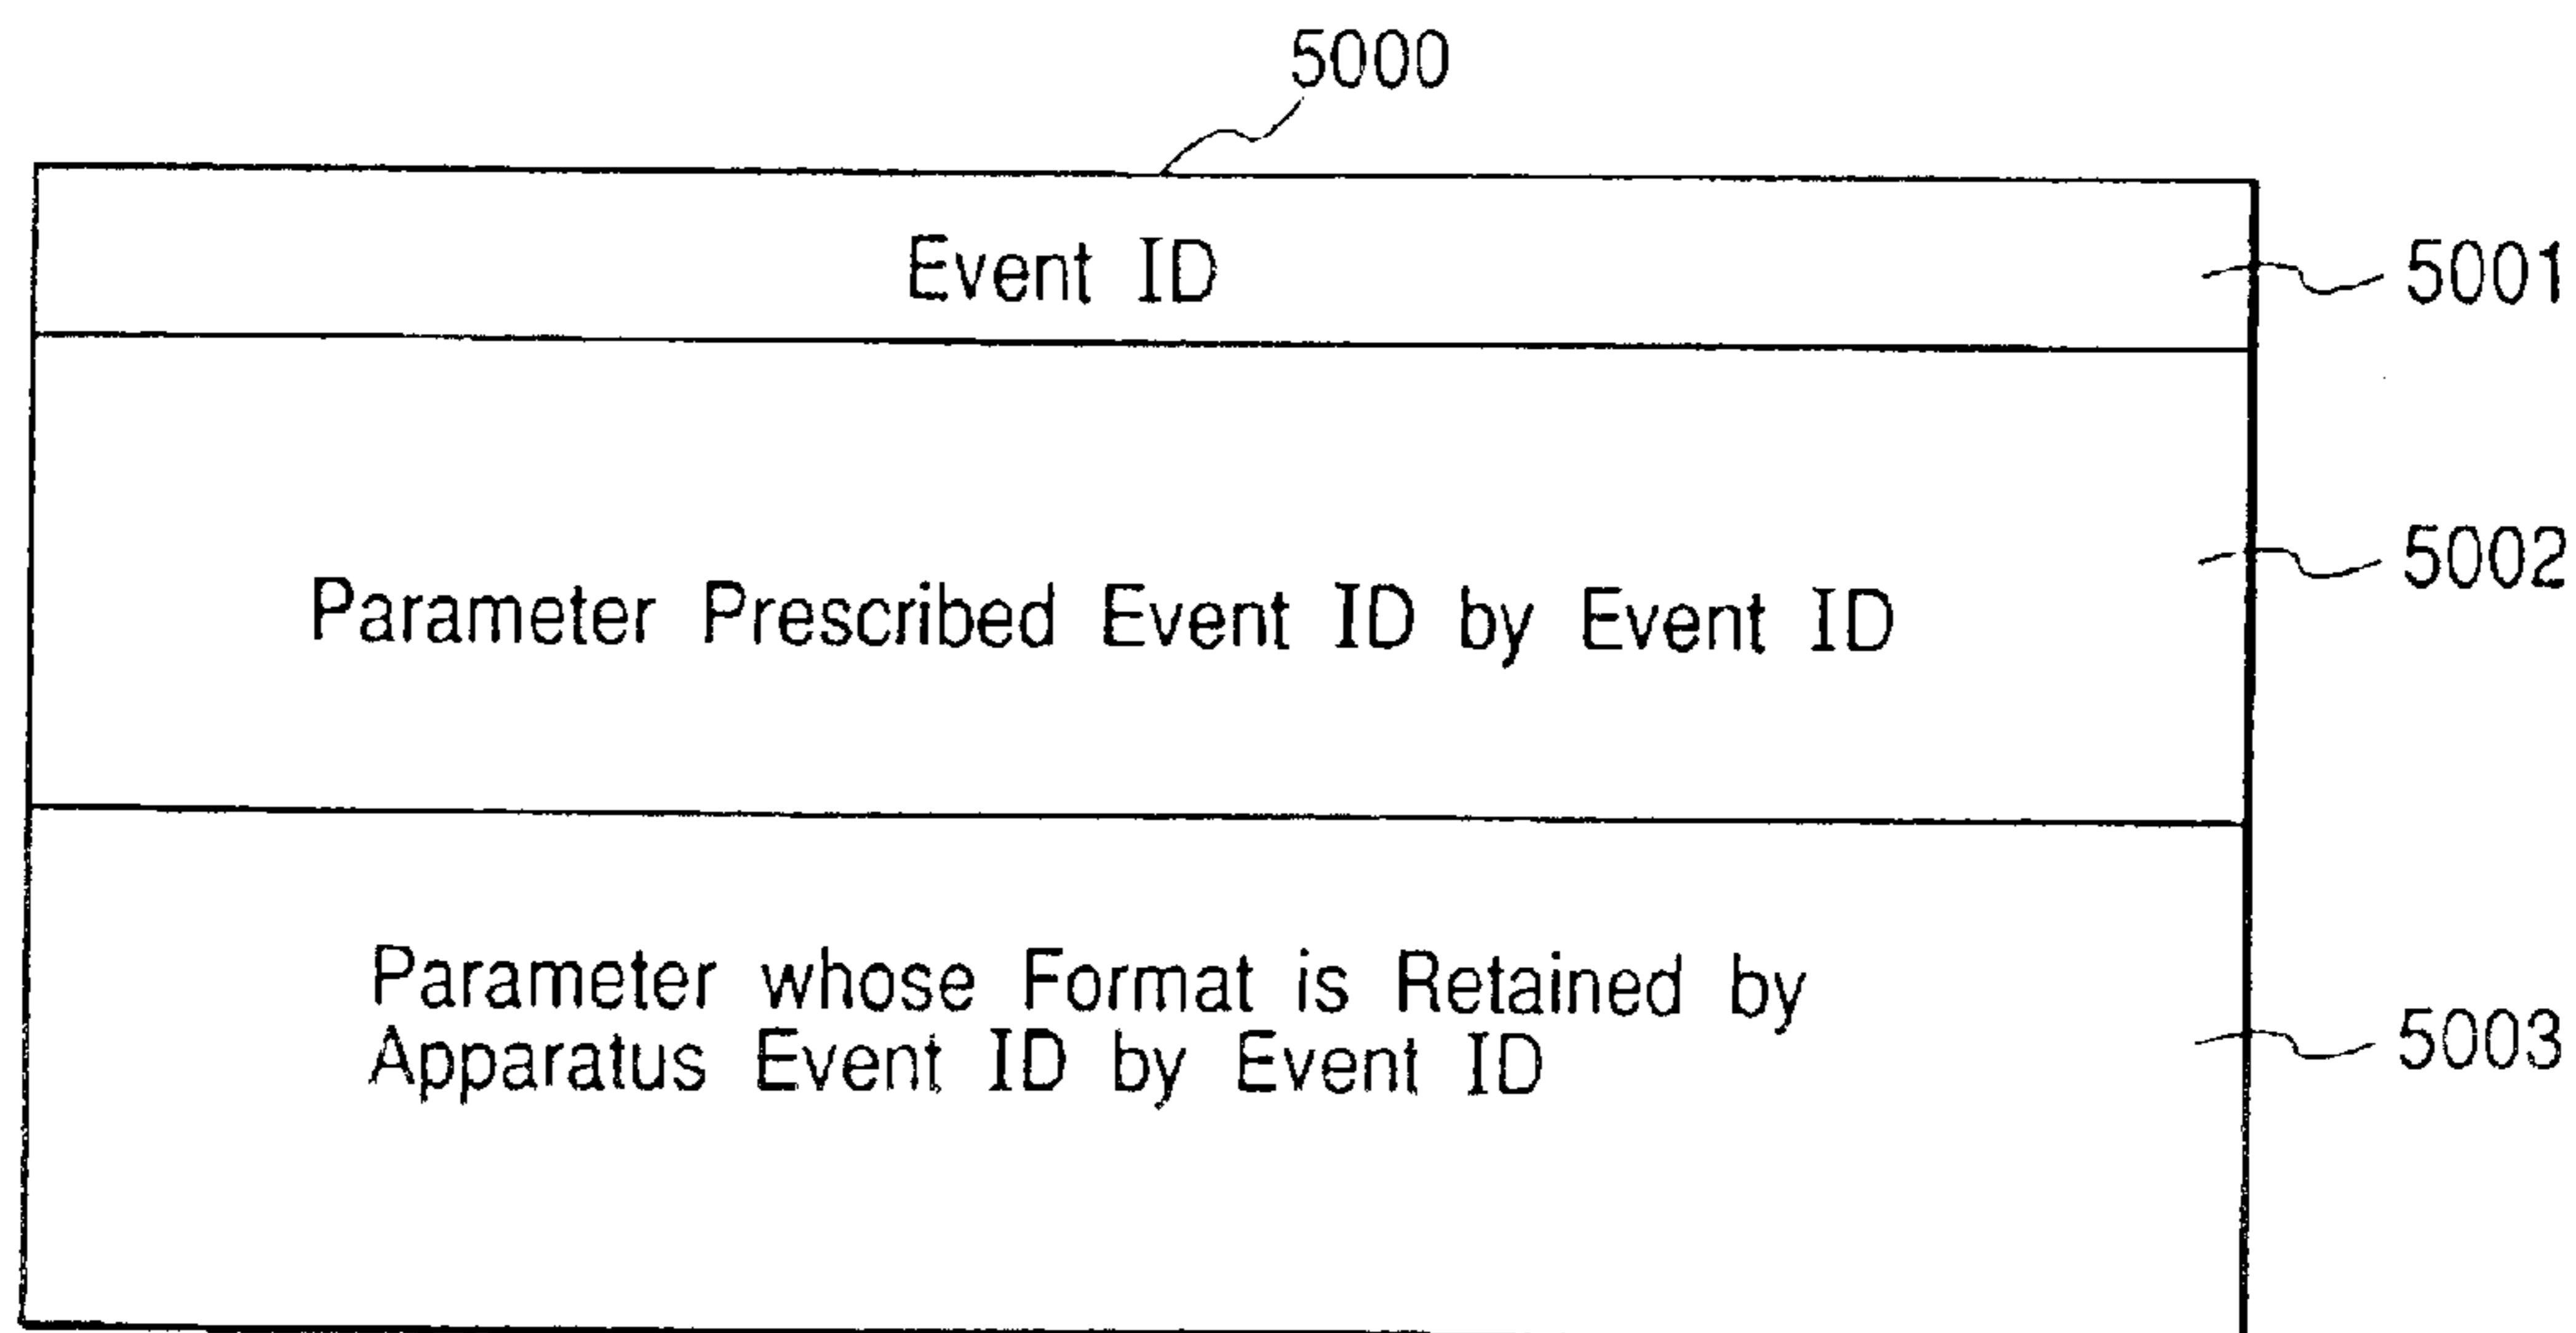 5000
Event ID
5001
Parameter Prescribed Event ID by Event ID
5002
Parameter whose Format is Retained by
Apparatus Event ID by Event ID
5003